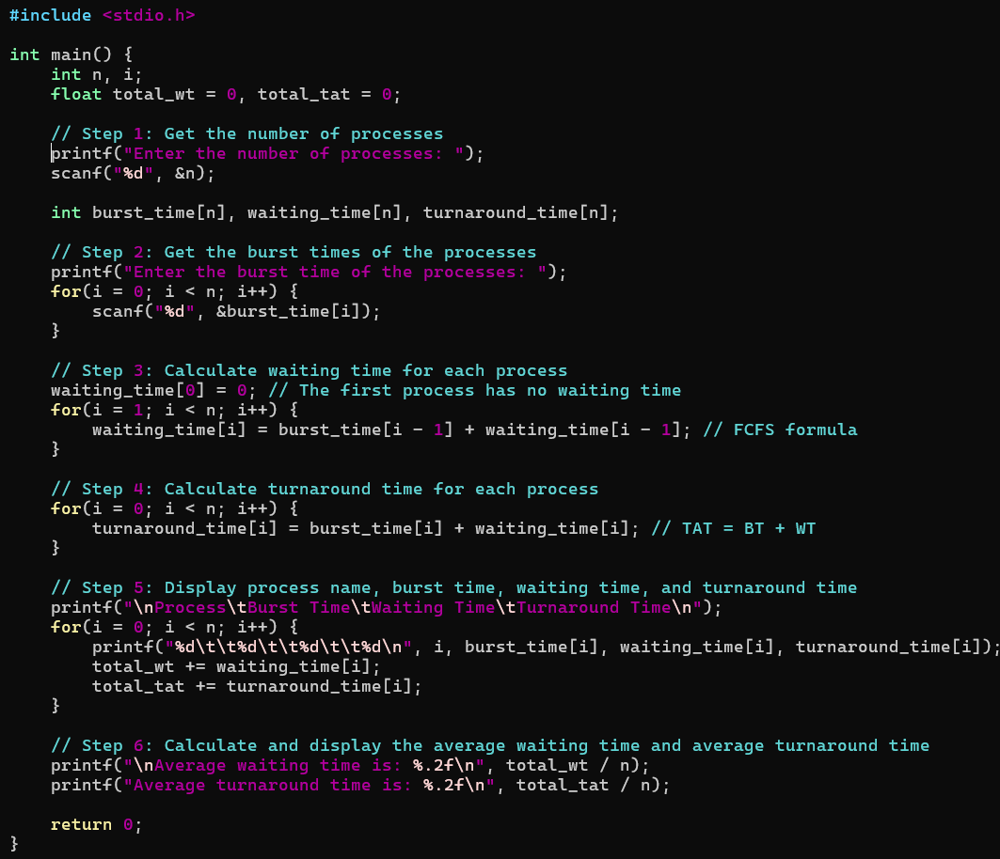 #include <stdio.h>

int main() {
    int n, i;
    float total_wt = 0, total_tat = 0;

    // Step 1: Get the number of processes
    printf("Enter the number of processes: ");
    scanf("%d", &n);

    int burst_time[n], waiting_time[n], turnaround_time[n];

    // Step 2: Get the burst times of the processes
    printf("Enter the burst time of the processes: ");
    for(i = 0; i < n; i++) {
        scanf("%d", &burst_time[i]);
    }

    // Step 3: Calculate waiting time for each process
    waiting_time[0] = 0; // The first process has no waiting time
    for(i = 1; i < n; i++) {
        waiting_time[i] = burst_time[i - 1] + waiting_time[i - 1]; // FCFS formula
    }

    // Step 4: Calculate turnaround time for each process
    for(i = 0; i < n; i++) {
        turnaround_time[i] = burst_time[i] + waiting_time[i]; // TAT = BT + WT
    }

    // Step 5: Display process name, burst time, waiting time, and turnaround time
    printf("\nProcess\tBurst Time\tWaiting Time\tTurnaround Time\n");
    for(i = 0; i < n; i++) {
        printf("%d\t\t%d\t\t%d\t\t%d\n", i, burst_time[i], waiting_time[i], turnaround_time[i]);
        total_wt += waiting_time[i];
        total_tat += turnaround_time[i];
    }

    // Step 6: Calculate and display the average waiting time and average turnaround time
    printf("\nAverage waiting time is: %.2f\n", total_wt / n);
    printf("Average turnaround time is: %.2f\n", total_tat / n);

    return 0;
}